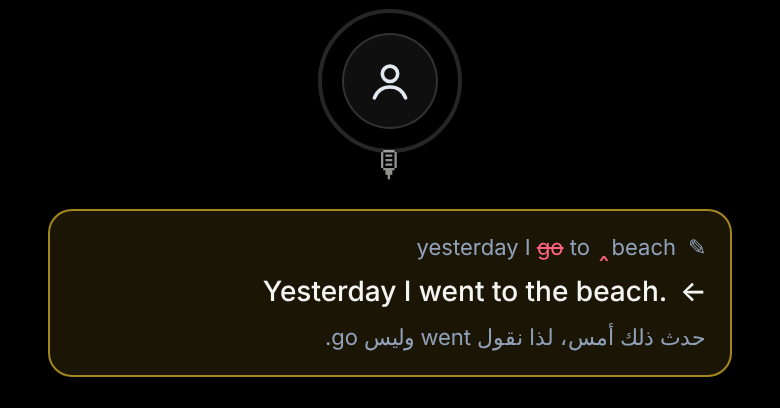 yesterday I go to ‸beach ✎
Yesterday I went to the beach. ←
حدث ذلك أمس، لذا نقول went وليس go.